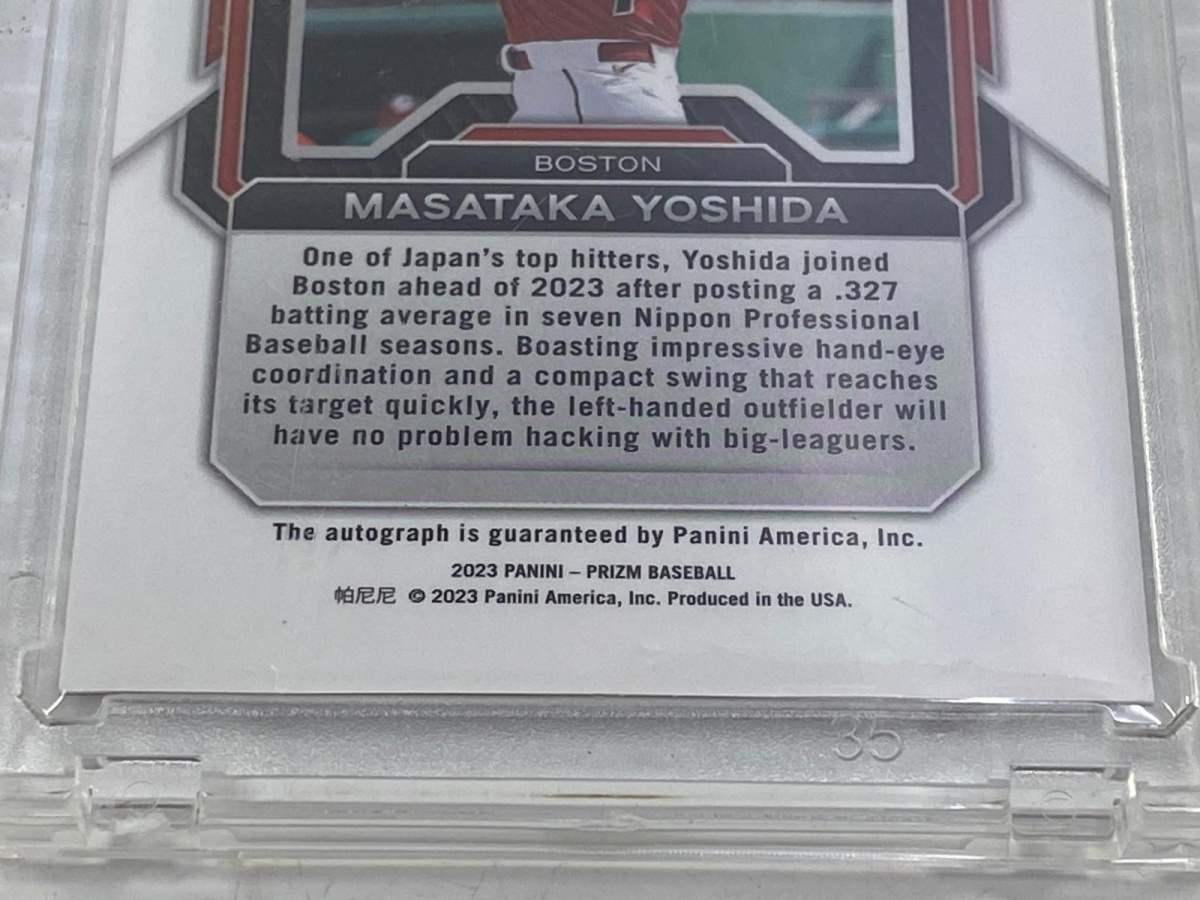 BOSTON
MASATAKA YOSHIDA
One of Japan's top hitters, Yoshida joined
Boston ahead of 2023 after posting a .327
batting average in seven Nippon Professional
Baseball seasons. Boasting impressive hand-eye
coordination and a compact swing that reaches
its target quickly, the left-handed outfielder will
have no problem hacking with big-leaguers.
The autograph is guaranteed by Panini America, Inc.
2023 PANINI – PRIZM BASEBALL
帕尼尼 © 2023 Panini America, Inc. Produced in the USA.
35